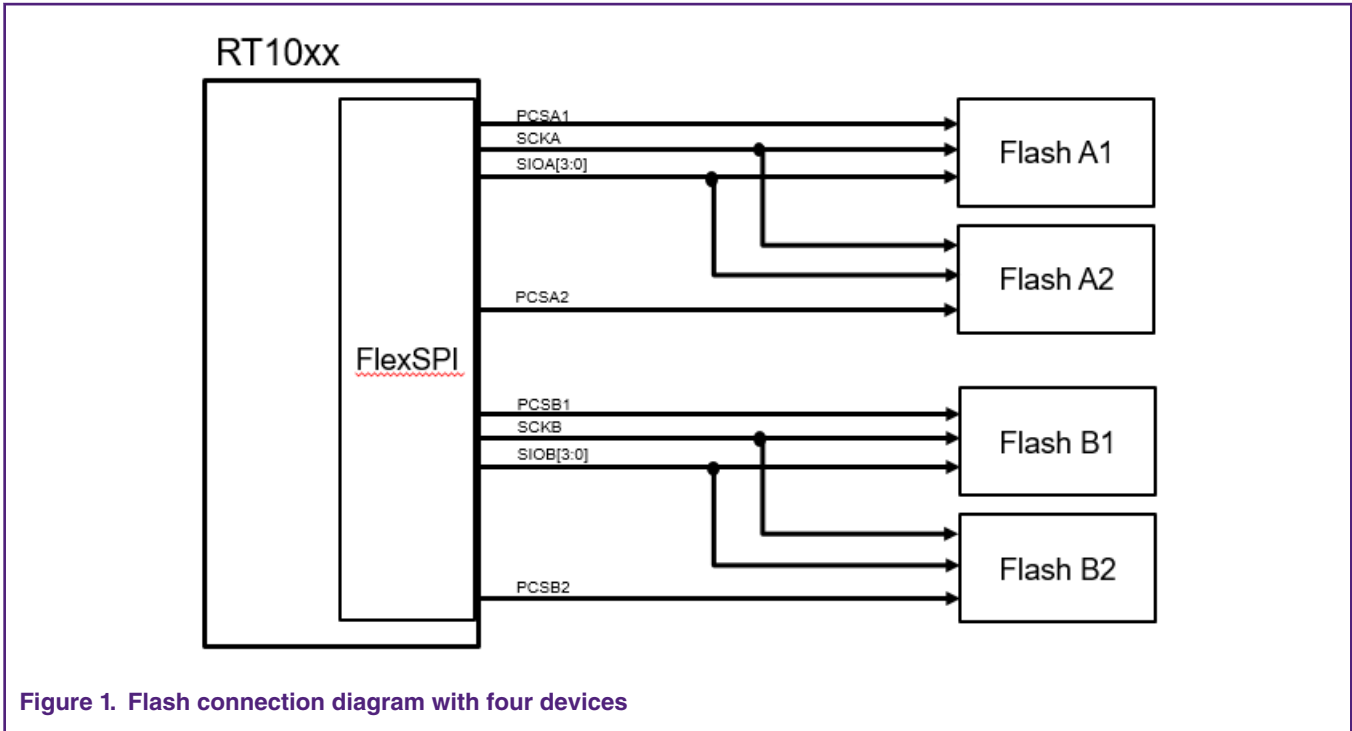 RT10xx
PCSA1
SCKA
SIOA[3:0]
Flash A1
Flash A2
PCSA2
FlexSPI
PCSB1
SCKB
SIOB[3:0]
Flash B1
Flash B2
PCSB2
Figure 1. Flash connection diagram with four devices